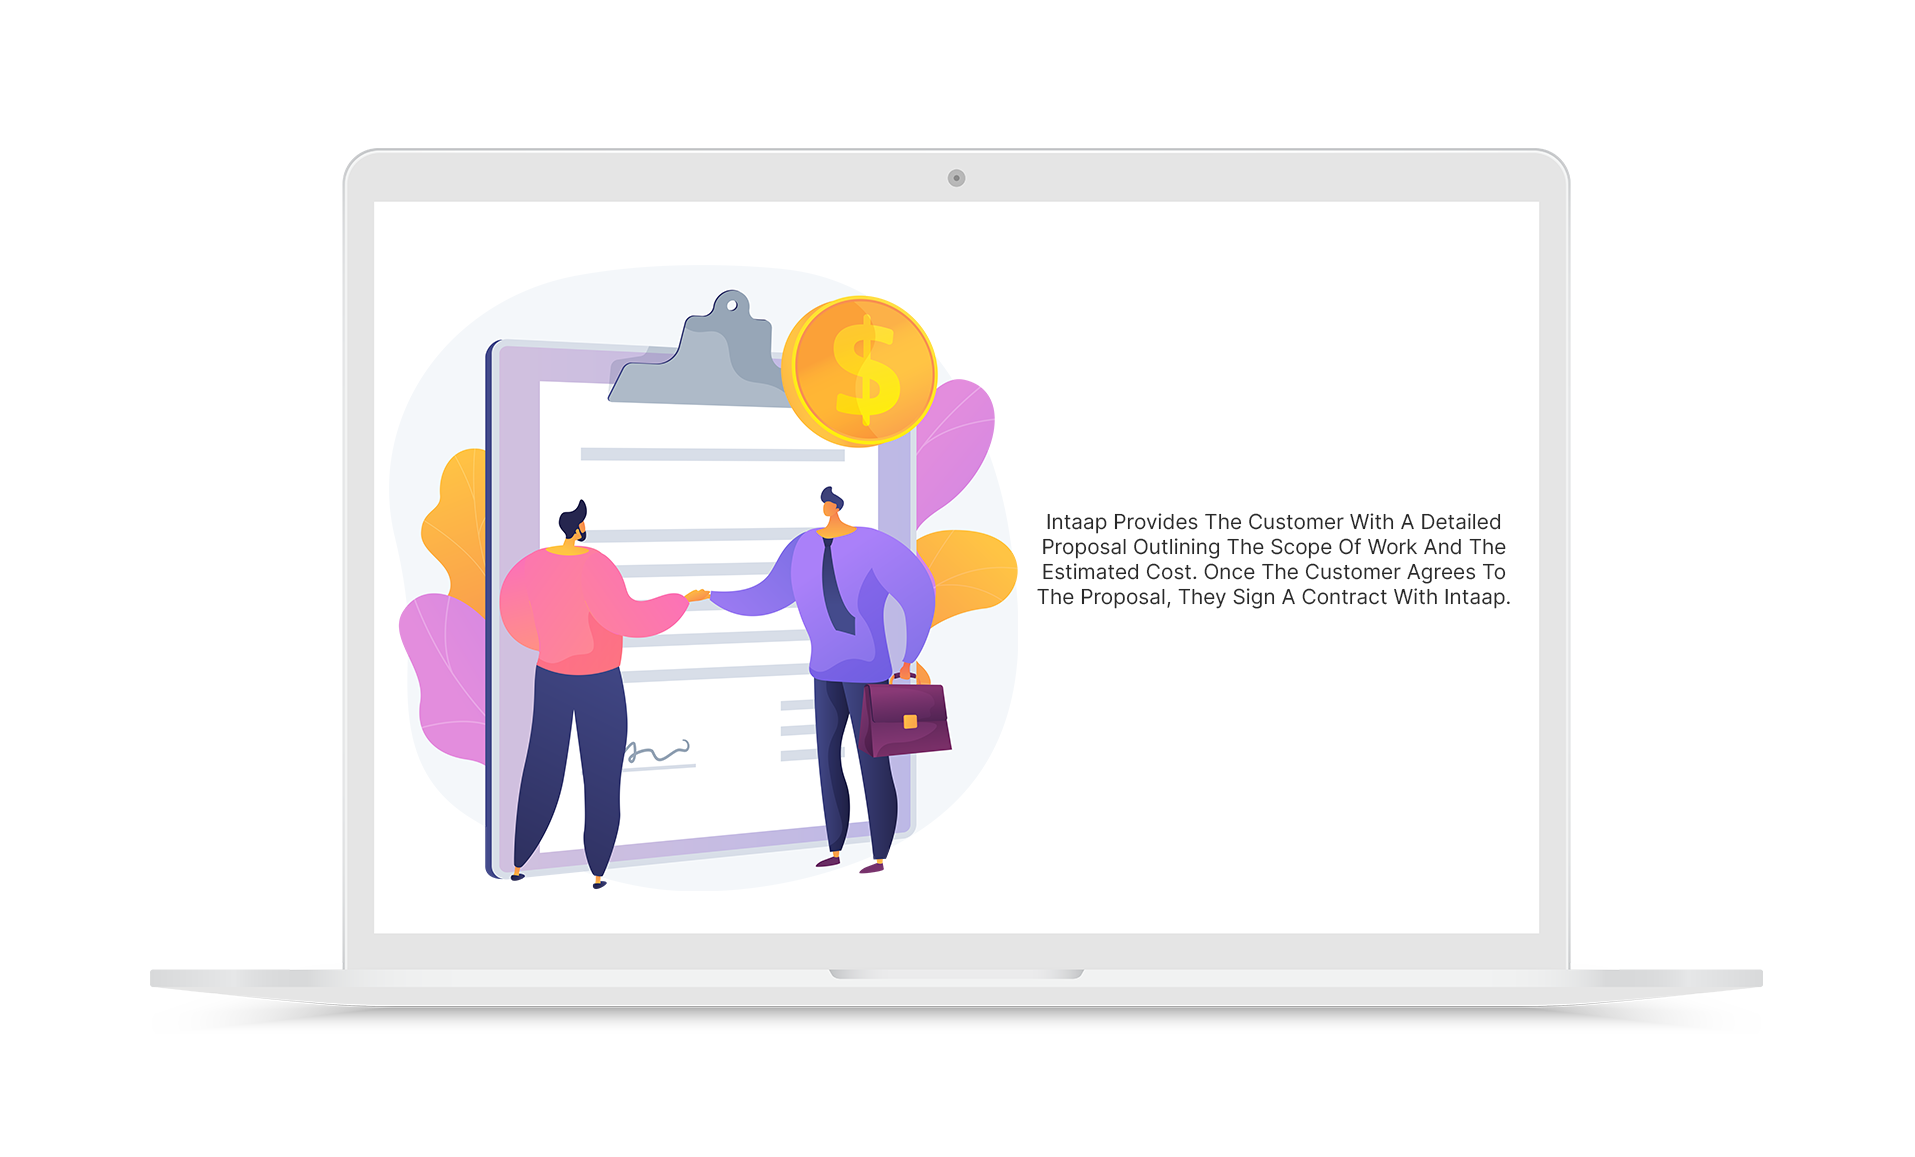 $
Intaap Provides The Customer With A Detailed
Proposal Outlining The Scope Of Work And The
Estimated Cost. Once The Customer Agrees To
The Proposal, They Sign A Contract With Intaap.